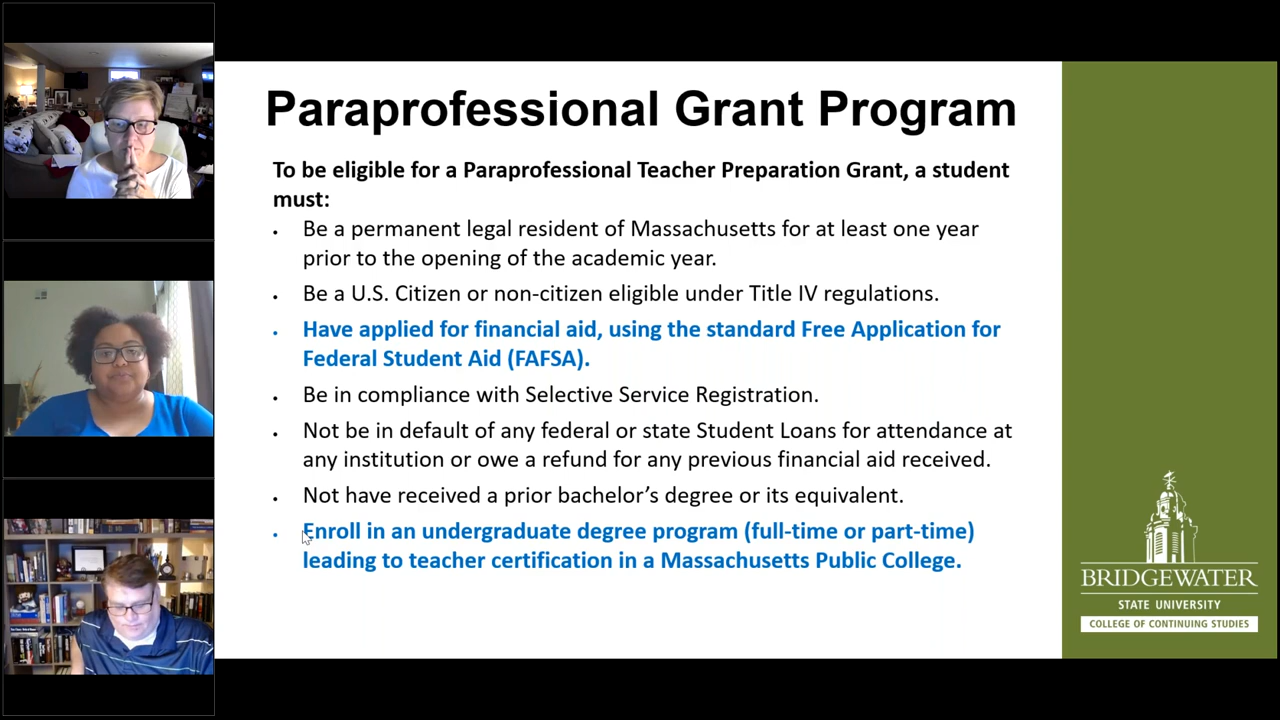 Paraprofessional Grant Program
To be eligible for a Paraprofessional Teacher Preparation Grant, a student
must:
• Be a permanent legal resident of Massachusetts for at least one year
prior to the opening of the academic year.
• Be a U.S. Citizen or non-citizen eligible under Title IV regulations.
• Have applied for financial aid, using the standard Free Application for
Federal Student Aid (FAFSA).
• Be in compliance with Selective Service Registration.
• Not be in default of any federal or state Student Loans for attendance at
any institution or owe a refund for any previous financial aid received.
• Not have received a prior bachelor’s degree or its equivalent.
• Enroll in an undergraduate degree program (full-time or part-time)
leading to teacher certification in a Massachusetts Public College.
BRIDGEWATER
STATE UNIVERSITY
COLLEGE OF CONTINUING STUDIES